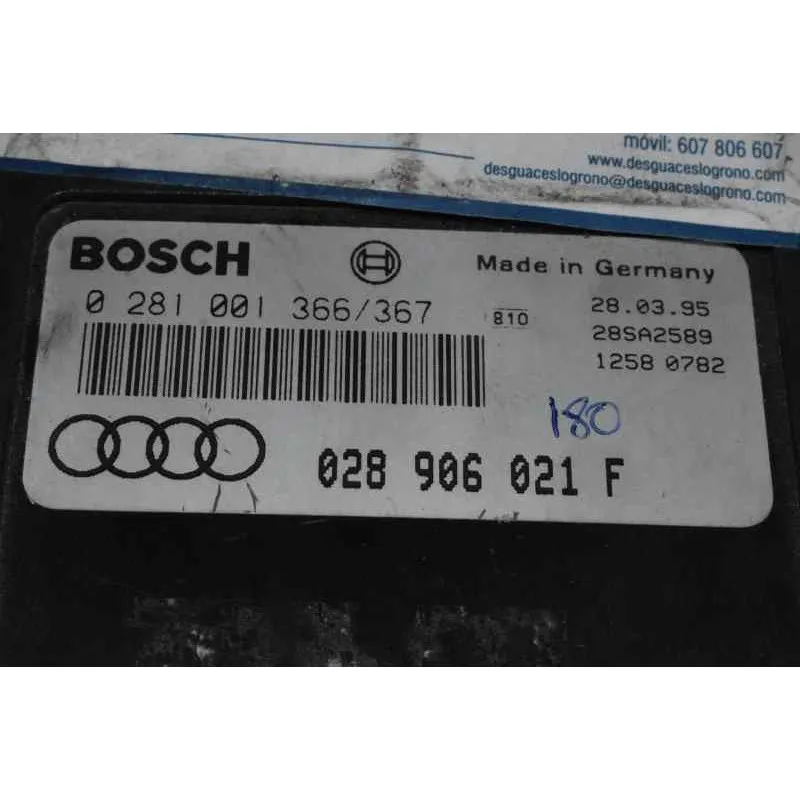 móvil: 607 806 607
www.desguaceslogrono.com
desguaceslogrono@desguaceslogrono.com
BOSCH Made in Germany
0 281 001 366/367 810 28.03.95
28SA2589
1258 0782
180
028 906 021 F